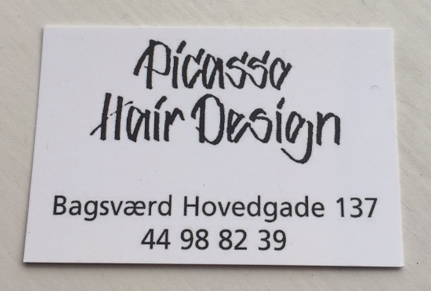 Picasso
Hair Design
Bagsværd Hovedgade 137
44 98 82 39